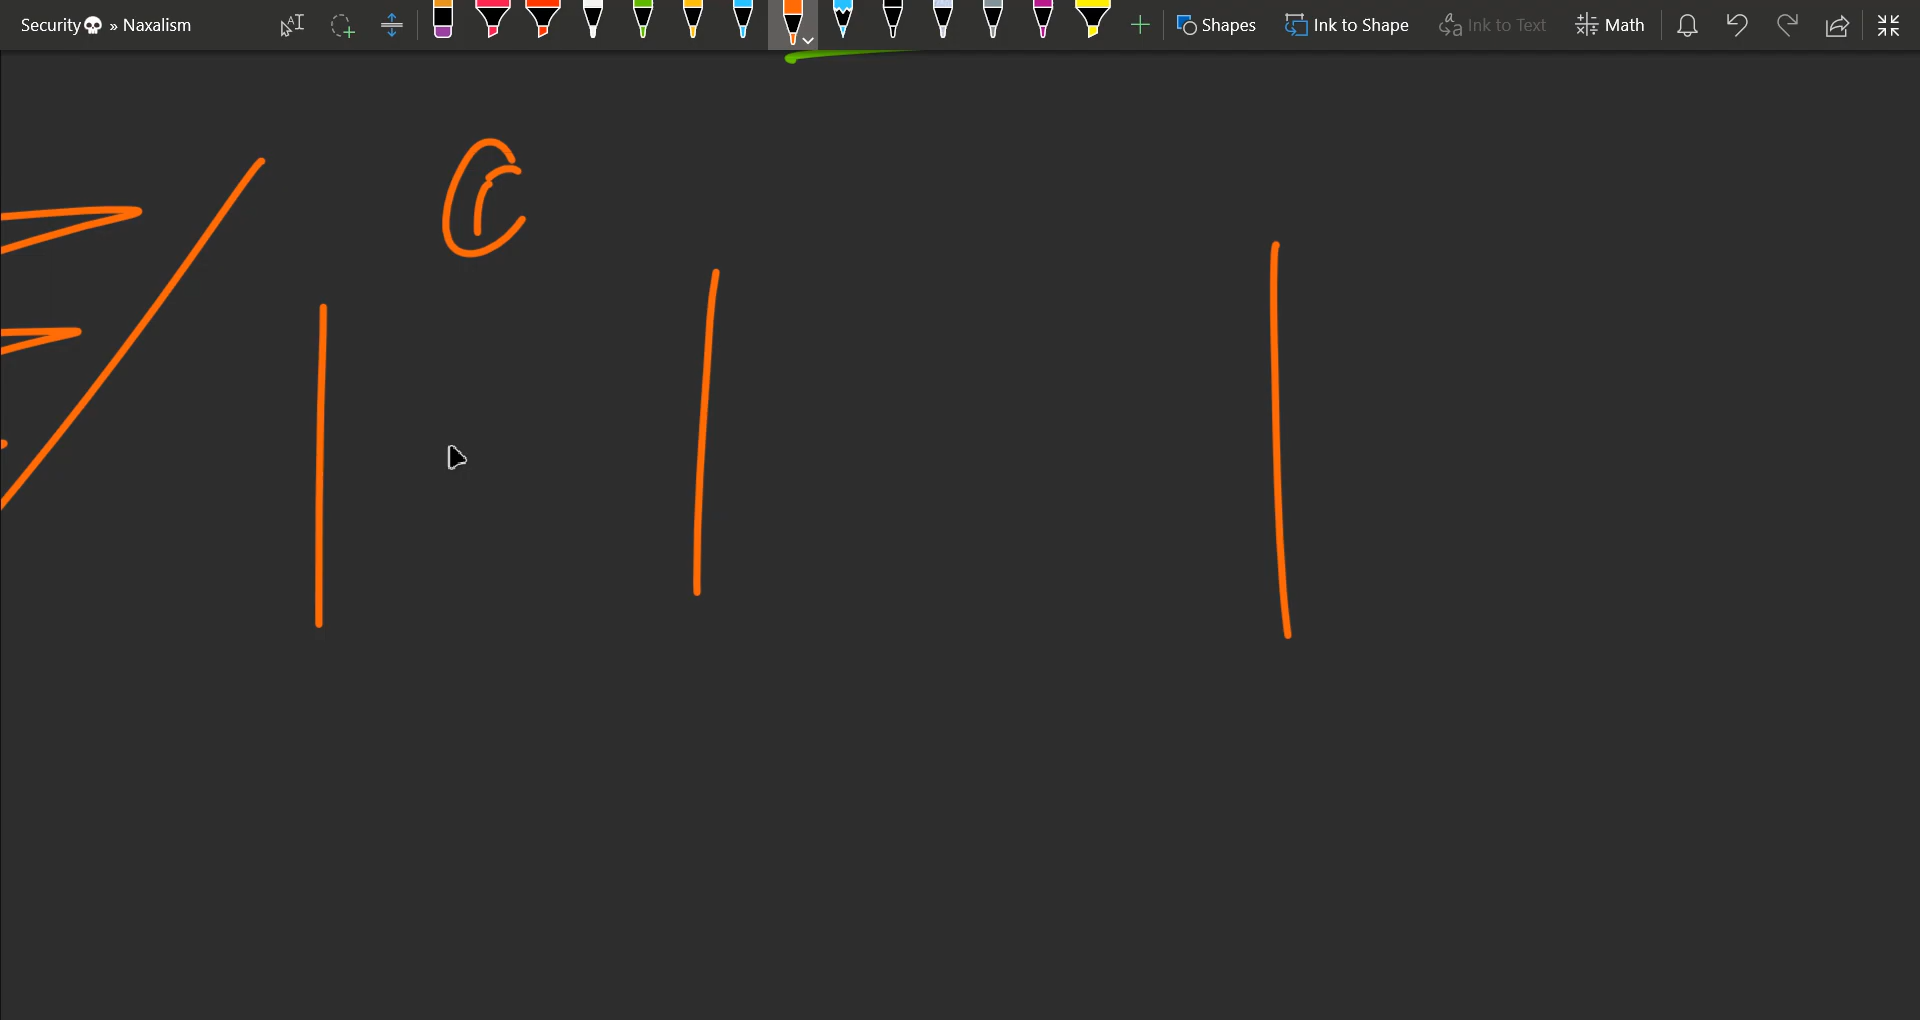 Security💀 » Naxalism
Shapes
Ink to Shape
Ink to Text
Math